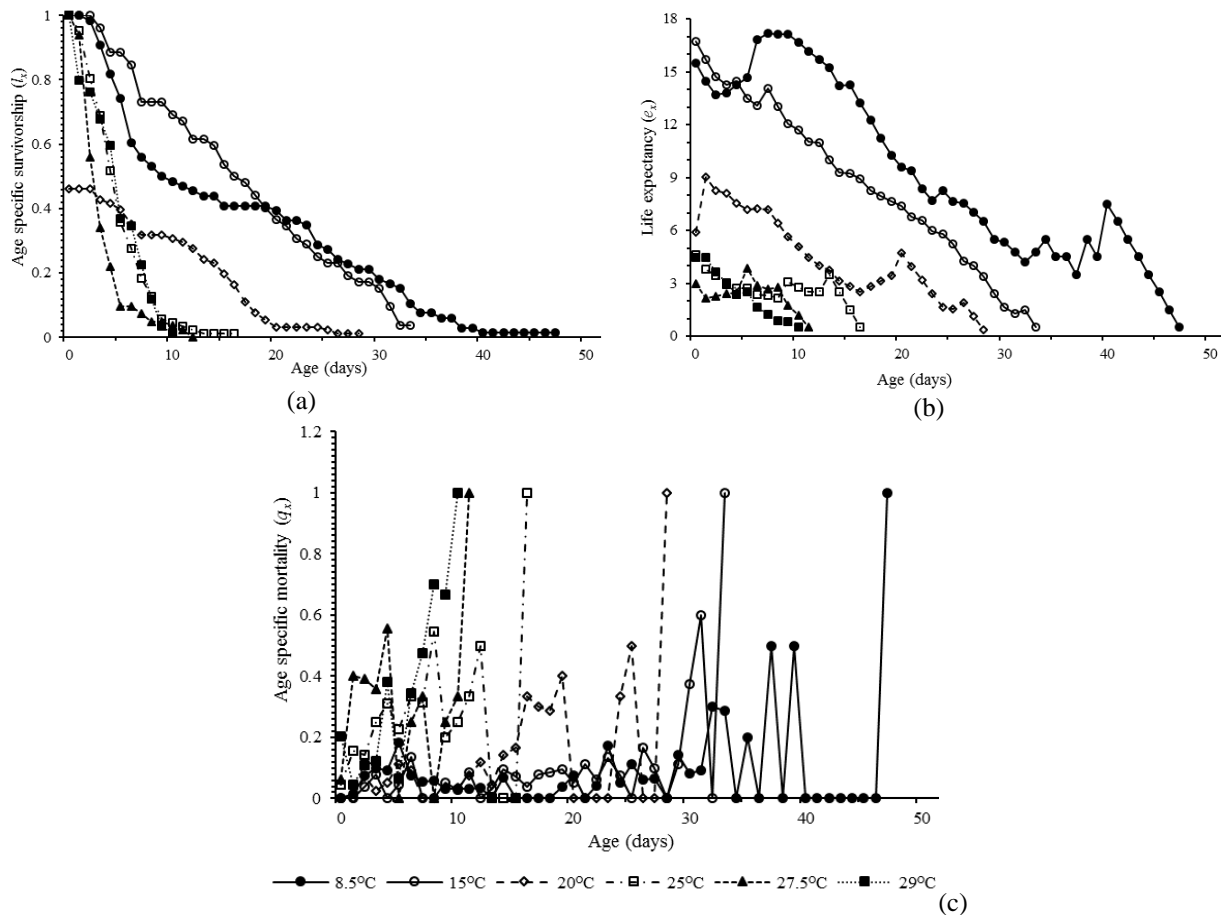 1
0.8
0.6
0.4
0.2
0
Age specific survivorship (lx)
0 10 20 30 40 50
Age (days)
(a)
18
15
12
9
6
3
0
Life expectancy (ex)
0 10 20 30 40 50
Age (days)
(b)
1.2
1
0.8
0.6
0.4
0.2
0
Age specific mortality (qx)
0 10 20 30 40 50
Age (days)
8.5°C 15°C 20°C 25°C 27.5°C 29°C
(c)